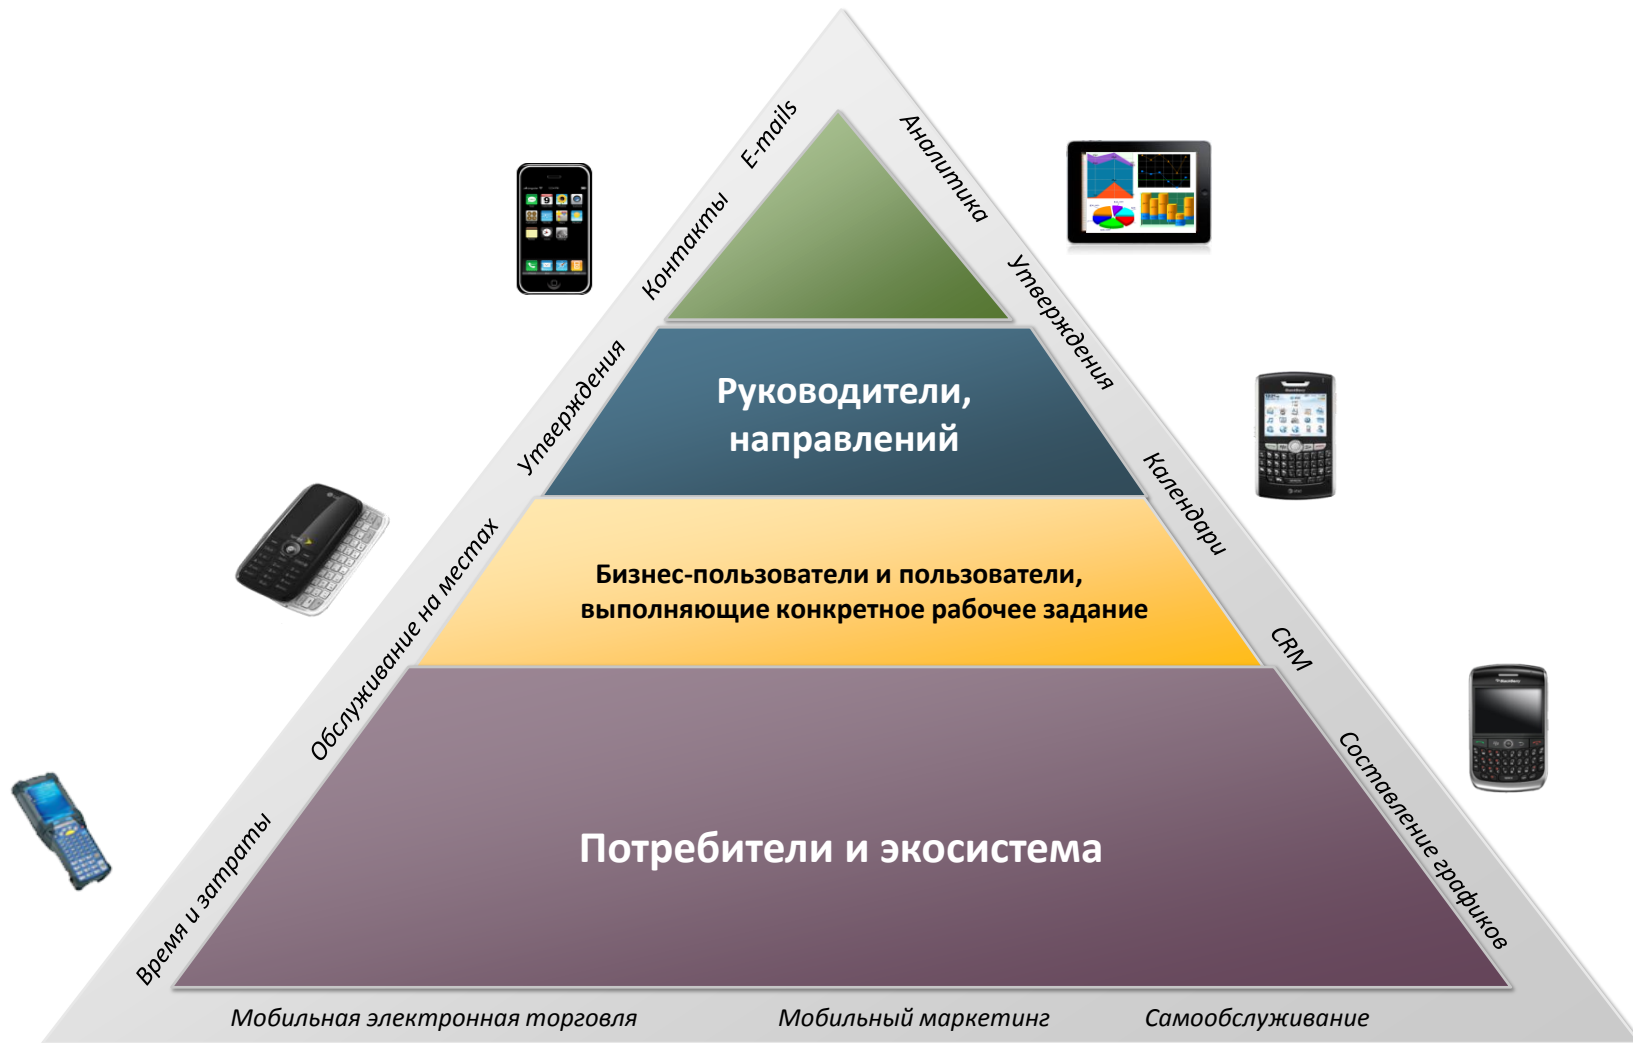 E-mails
Аналитика
Контакты
Утверждения
Утверждения
Руководители,
направлений
Календари
Обслуживание на местах
Бизнес-пользователи и пользователи,
выполняющие конкретное рабочее задание
CRM
Составление графиков
Время и затраты
Потребители и экосистема
Мобильная электронная торговля
Мобильный маркетинг
Самообслуживание